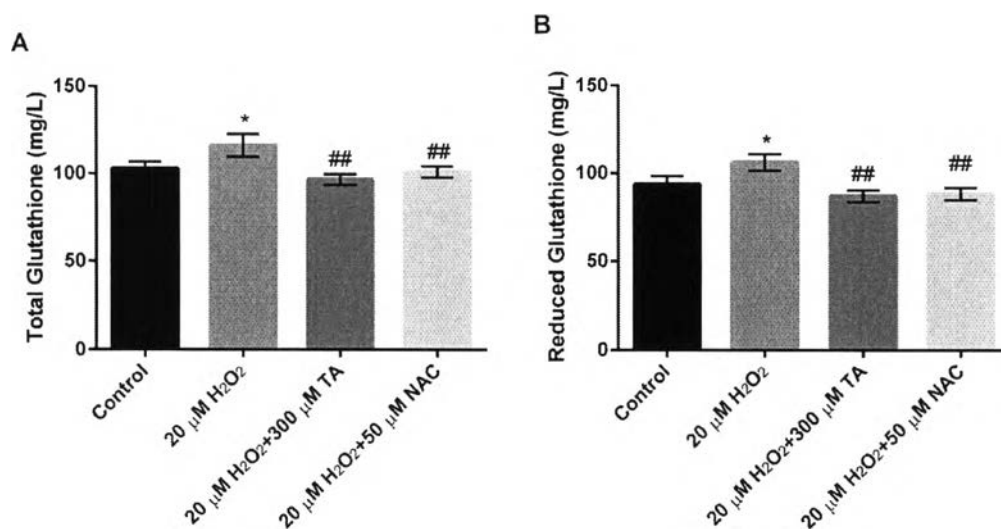 A
Total Glutathione (mg/L)
150
100
50
0
*
##
##
Control
20 μM H₂O₂
20 μM H₂O₂+300 μM TA
20 μM H₂O₂+50 μM NAC
B
Reduced Glutathione (mg/L)
150
100
50
0
*
##
##
Control
20 μM H₂O₂
20 μM H₂O₂+300 μM TA
20 μM H₂O₂+50 μM NAC